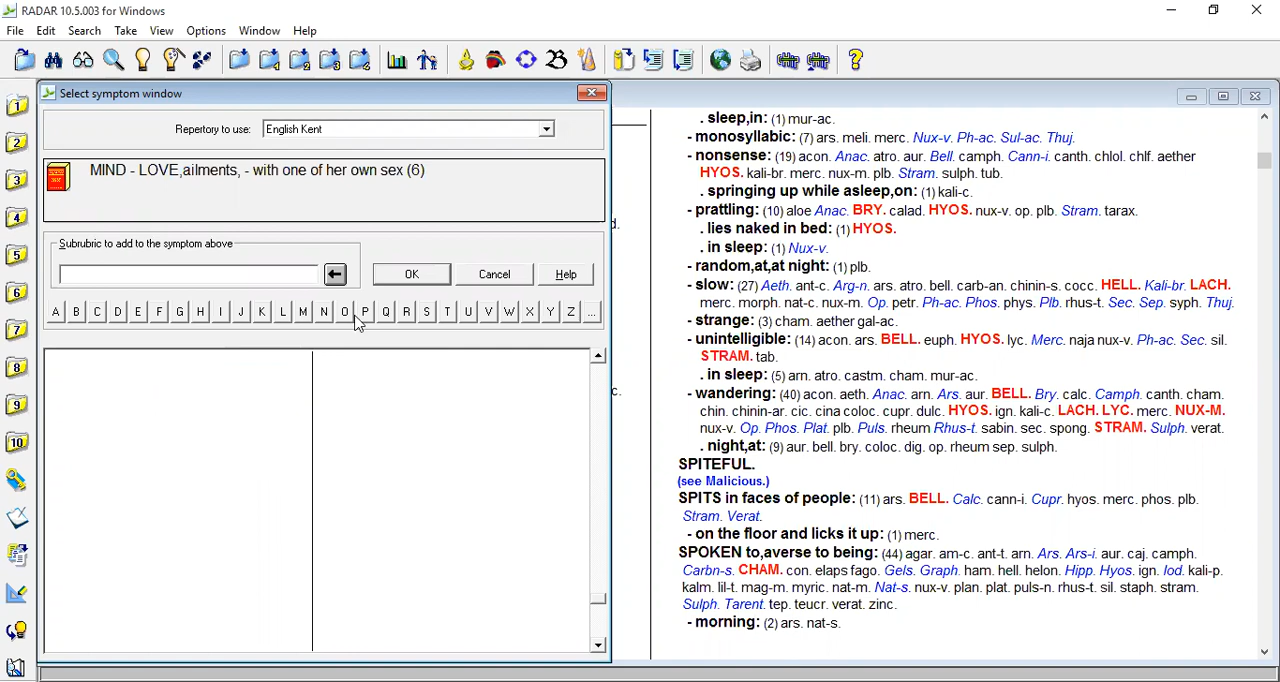 RADAR 10.5.003 for Windows
File Edit Search Take View Options Window Help
1
2
3
4
5
6
7
8
9
10
Select symptom window
Repertory to use: English Kent
MIND - LOVE,ailments, - with one of her own sex (6)
Subrubric to add to the symptom above
OK Cancel Help
A B C D E F G H I J K L M N O P Q R S T U V W X Y Z ...
d.
c.
. sleep,in: (1) mur-ac.
- monosyllabic: (7) ars. meli. merc. Nux-v. Ph-ac. Sul-ac. Thuj.
- nonsense: (19) acon. Anac. atro. aur. Bell. camph. Cann-i. canth. chlol. chlf. aether
HYOS. kali-br. merc. nux-m. plb. Stram. sulph. tub.
. springing up while asleep,on: (1) kali-c.
- prattling: (10) aloe Anac. BRY. calad. HYOS. nux-v. op. plb. Stram. tarax.
. lies naked in bed: (1) HYOS.
. in sleep: (1) Nux-v.
- random,at,at night: (1) plb.
- slow: (27) Aeth. ant-c. Arg-n. ars. atro. bell. carb-an. chinin-s. cocc. HELL. Kali-br. LACH.
merc. morph. nat-c. nux-m. Op. petr. Ph-ac. Phos. phys. Plb. rhus-t. Sec. Sep. syph. Thuj.
- strange: (3) cham. aether gal-ac.
- unintelligible: (14) acon. ars. BELL. euph. HYOS. lyc. Merc. naja nux-v. Ph-ac. Sec. sil.
STRAM. tab.
. in sleep: (5) arn. atro. castm. cham. mur-ac.
- wandering: (40) acon. aeth. Anac. arn. Ars. aur. BELL. Bry. calc. Camph. canth. cham.
chin. chinin-ar. cic. cina coloc. cupr. dulc. HYOS. ign. kali-c. LACH. LYC. merc. NUX-M.
nux-v. Op. Phos. Plat. plb. Puls. rheum Rhus-t. sabin. sec. spong. STRAM. Sulph. verat.
. night,at: (9) aur. bell. bry. coloc. dig. op. rheum sep. sulph.
SPITEFUL.
(see Malicious.)
SPITS in faces of people: (11) ars. BELL. Calc. cann-i. Cupr. hyos. merc. phos. plb.
Stram. Verat.
- on the floor and licks it up: (1) merc.
SPOKEN to,averse to being: (44) agar. am-c. ant-t. arn. Ars. Ars-i. aur. caj. camph.
Carbn-s. CHAM. con. elaps fago. Gels. Graph. ham. hell. helon. Hipp. Hyos. ign. Iod. kali-p.
kalm. lil-t. mag-m. myric. nat-m. Nat-s. nux-v. plan. plat. puls-n. rhus-t. sil. staph. stram.
Sulph. Tarent. tep. teucr. verat. zinc.
- morning: (2) ars. nat-s.